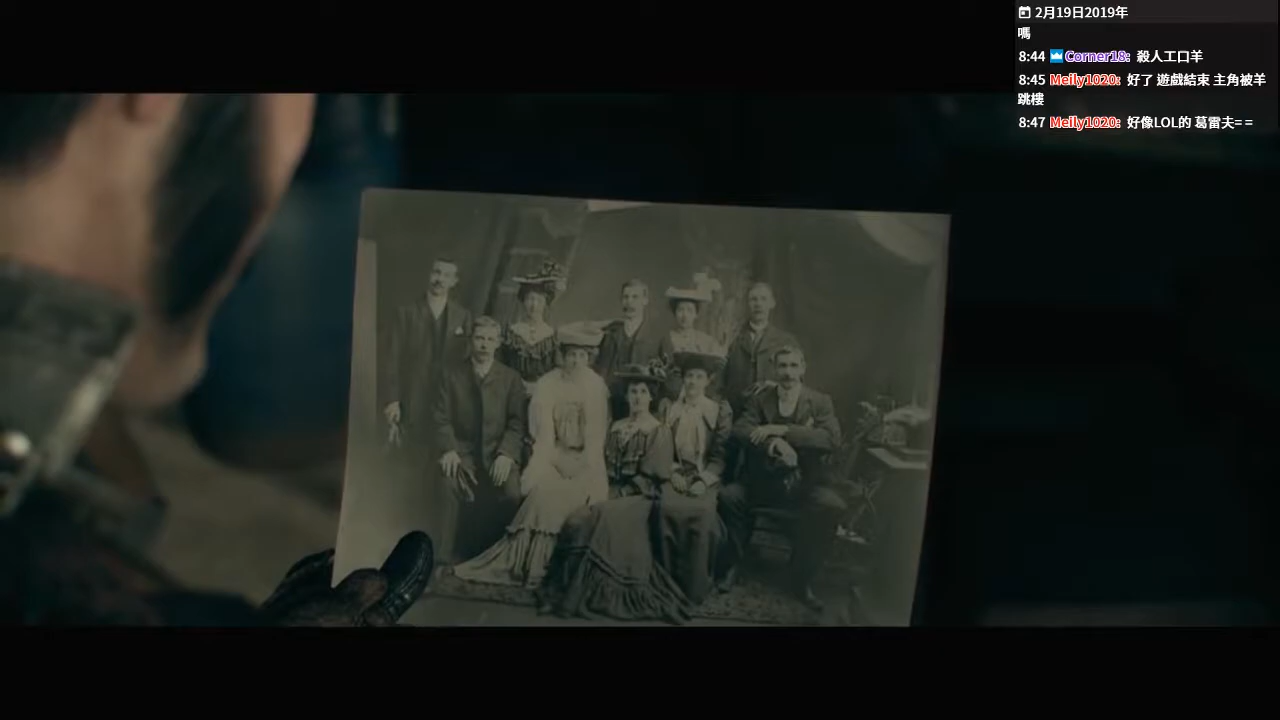 2月19日2019年
嗎
8:44 Corner18: 殺人工口羊
8:45 Meily1020: 好了 遊戲結束 主角被羊
跳樓
8:47 Meily1020: 好像LOL的 葛雷夫==